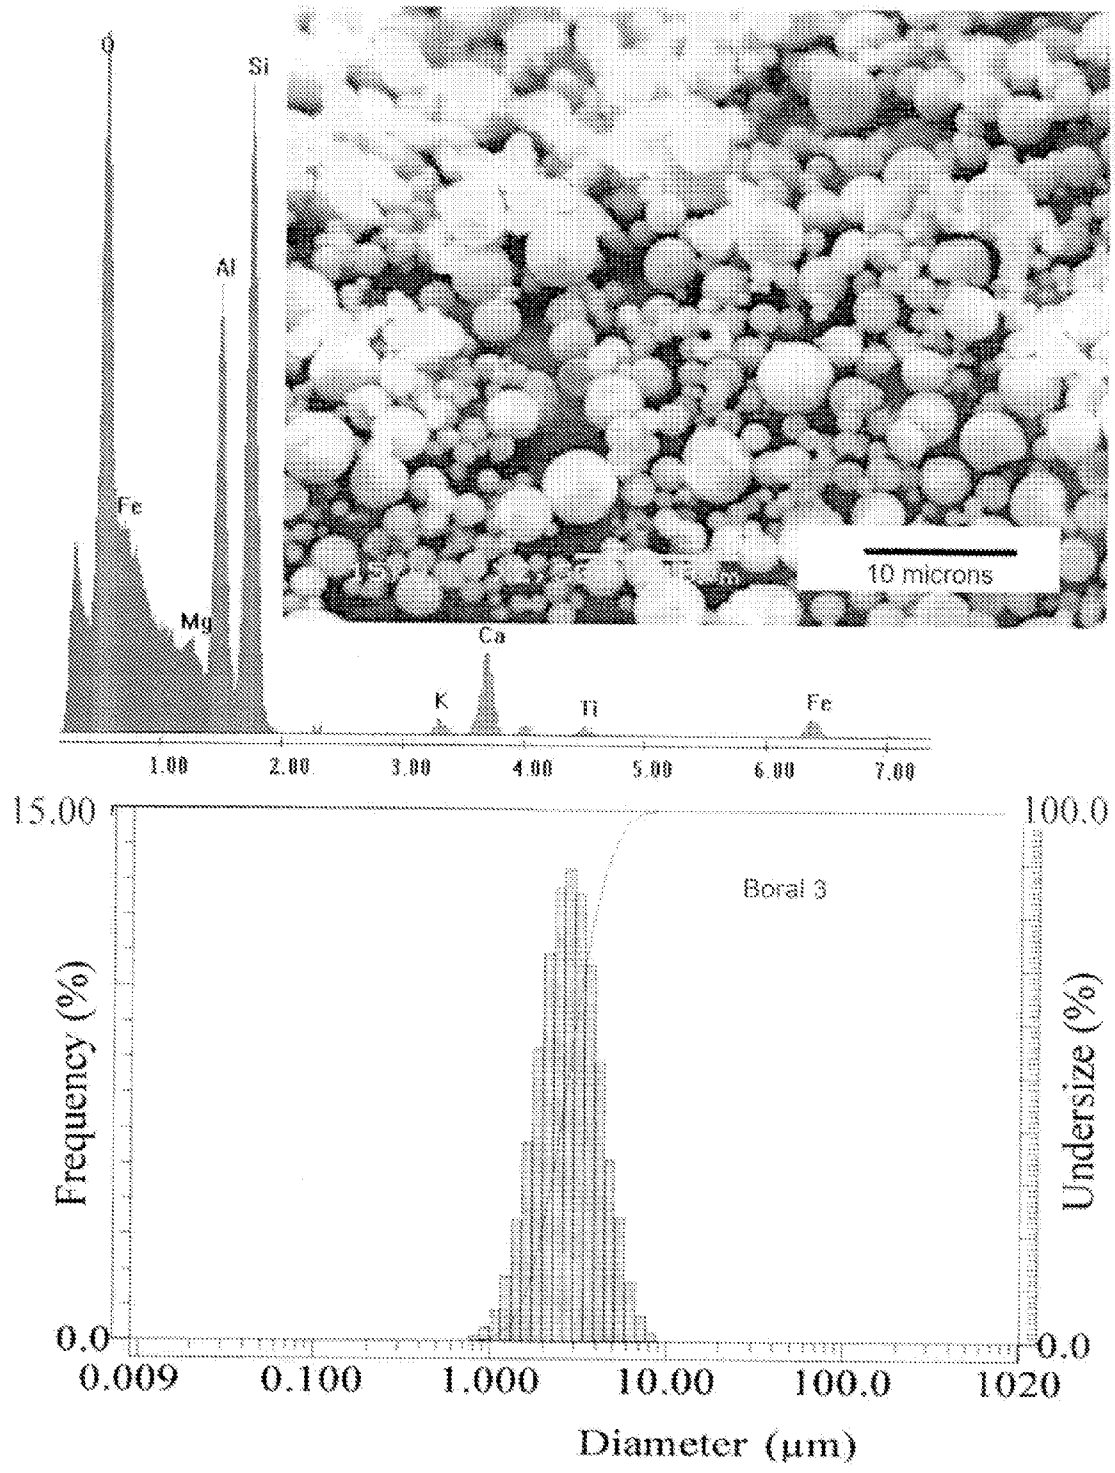 O
Si
Al
Fe
Mg
Ca
K
Ti
Fe
10 microns
1.00 2.00 3.00 4.00 5.00 6.00 7.00
15.00
100.0
Boral 3
Frequency (%)
Undersize (%)
0.0
0.0
0.009 0.100 1.000 10.00 100.0 1020
Diameter (µm)